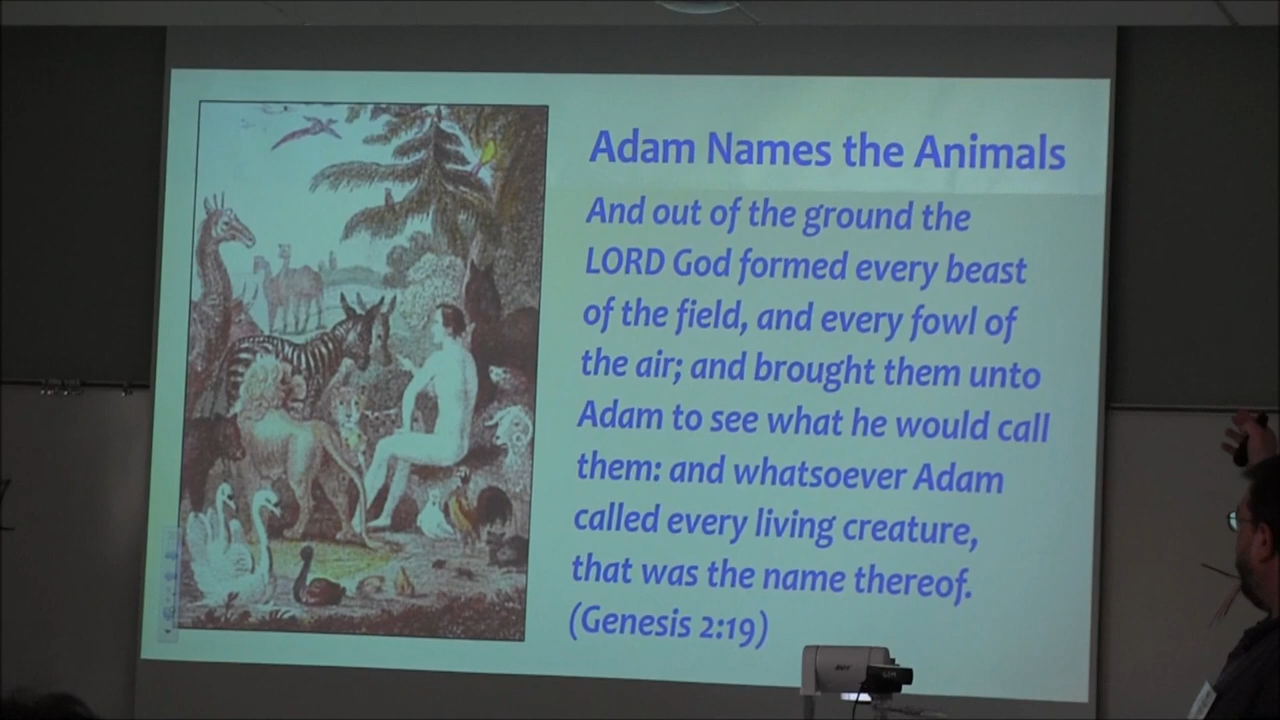 Adam Names the Animals
And out of the ground the
LORD God formed every beast
of the field, and every fowl of
the air; and brought them unto
Adam to see what he would call
them: and whatsoever Adam
called every living creature,
that was the name thereof.
(Genesis 2:19)